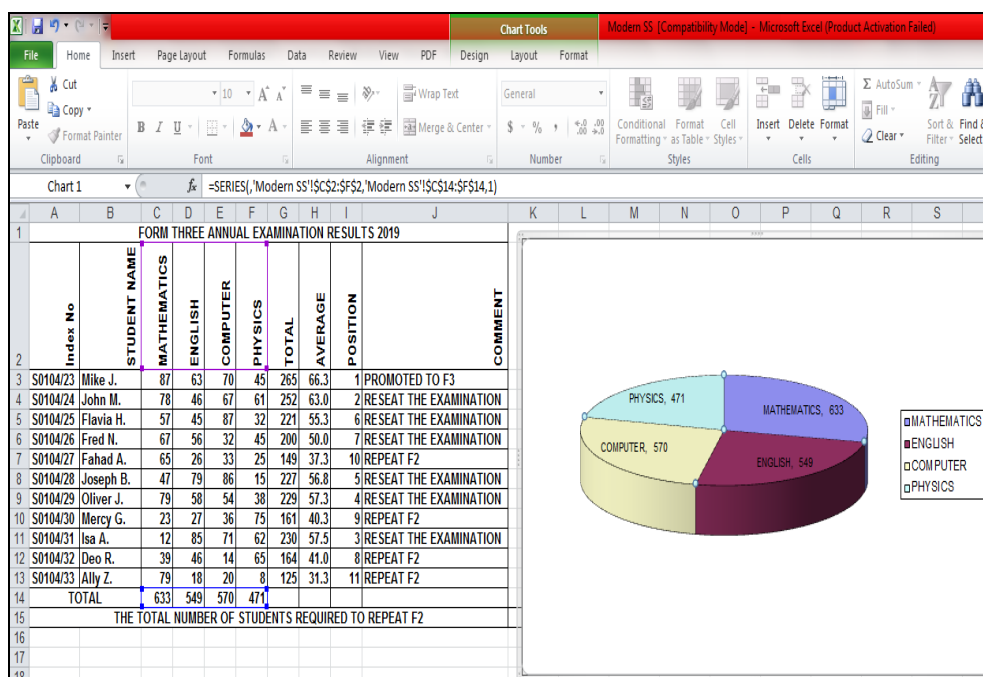 Chart Tools
Modern SS [Compatibility Mode] - Microsoft Excel (Product Activation Failed)
File Home Insert Page Layout Formulas Data Review View PDF Design Layout Format
Cut
Copy
Format Painter
Paste
Clipboard
10 A A
B I U A
Font
Wrap Text
Merge & Center
Alignment
General
$ % , .0 .00 .00 .0
Number
Conditional Formatting
Format as Table
Cell Styles
Styles
Insert Delete Format
Cells
Σ AutoSum
Fill
Clear
Sort & Filter
Find & Select
Editing
Chart 1 fx =SERIES(,'Modern SS'!$C$2:$F$2,'Modern SS'!$C$14:$F$14,1)
A B C D E F G H I J K L M N O P Q R S
1 FORM THREE ANNUAL EXAMINATION RESULTS 2019
2 Index No STUDENT NAME MATHEMATICS ENGLISH COMPUTER PHYSICS TOTAL AVERAGE POSITION COMMENT
3 S0104/23 Mike J. 87 63 70 45 265 66.3 1 PROMOTED TO F3
4 S0104/24 John M. 78 46 67 61 252 63.0 2 RESEAT THE EXAMINATION
5 S0104/25 Flavia H. 57 45 87 32 221 55.3 6 RESEAT THE EXAMINATION
6 S0104/26 Fred N. 67 56 32 45 200 50.0 7 RESEAT THE EXAMINATION
7 S0104/27 Fahad A. 65 26 33 25 149 37.3 10 REPEAT F2
8 S0104/28 Joseph B. 47 79 86 15 227 56.8 5 RESEAT THE EXAMINATION
9 S0104/29 Oliver J. 79 58 54 38 229 57.3 4 RESEAT THE EXAMINATION
10 S0104/30 Mercy G. 23 27 36 75 161 40.3 9 REPEAT F2
11 S0104/31 Isa A. 12 85 71 62 230 57.5 3 RESEAT THE EXAMINATION
12 S0104/32 Deo R. 39 46 14 65 164 41.0 8 REPEAT F2
13 S0104/33 Ally Z. 79 18 20 8 125 31.3 11 REPEAT F2
14 TOTAL 633 549 570 471
15 THE TOTAL NUMBER OF STUDENTS REQUIRED TO REPEAT F2
16
17
18
PHYSICS, 471
MATHEMATICS, 633
COMPUTER, 570
ENGLISH, 549
MATHEMATICS
ENGLISH
COMPUTER
PHYSICS